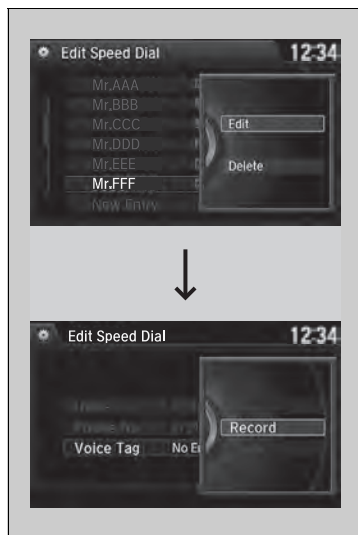 Edit Speed Dial 12:34
Mr.AAA
Mr.BBB
Mr.CCC
Mr.DDD
Mr.EEE
Mr.FFF
New Entry
Edit
Delete
Edit Speed Dial 12:34
Voice Tag No
Record